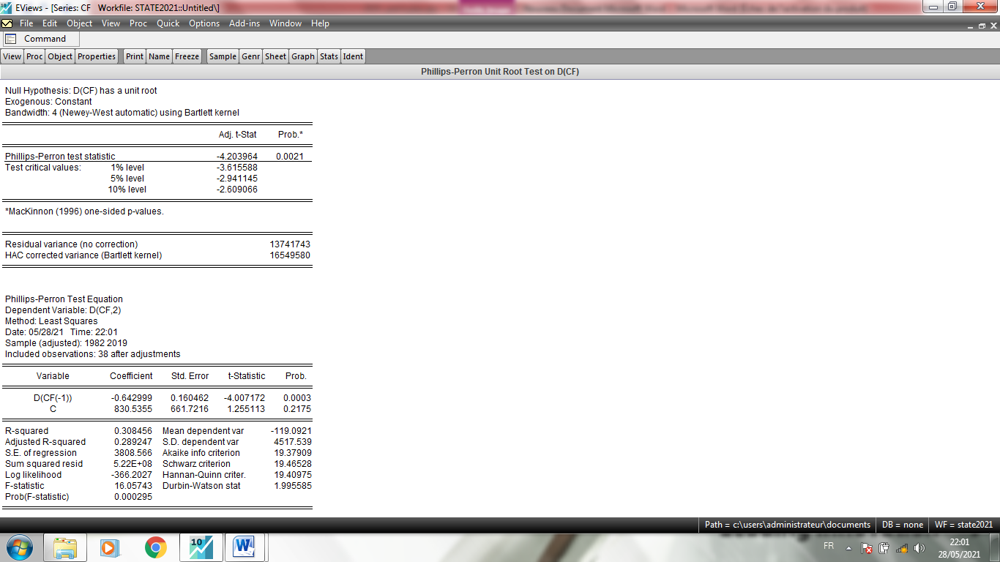 EViews - [Series: CF   Workfile: STATE2021::Untitled\]
File Edit Object View Proc Quick Options Add-ins Window Help
Command
View Proc Object Properties Print Name Freeze Sample Genr Sheet Graph Stats Ident
Phillips-Perron Unit Root Test on D(CF)
Null Hypothesis: D(CF) has a unit root
Exogenous: Constant
Bandwidth: 4 (Newey-West automatic) using Bartlett kernel
Adj. t-Stat Prob.*
Phillips-Perron test statistic -4.203964 0.0021
Test critical values: 1% level -3.615588
5% level -2.941145
10% level -2.609066
*MacKinnon (1996) one-sided p-values.
Residual variance (no correction) 13741743
HAC corrected variance (Bartlett kernel) 16549580
Phillips-Perron Test Equation
Dependent Variable: D(CF,2)
Method: Least Squares
Date: 05/28/21 Time: 22:01
Sample (adjusted): 1982 2019
Included observations: 38 after adjustments
Variable Coefficient Std. Error t-Statistic Prob.
D(CF(-1)) -0.642999 0.160462 -4.007172 0.0003
C 830.5355 661.7216 1.255113 0.2175
R-squared 0.308456 Mean dependent var -119.0921
Adjusted R-squared 0.289247 S.D. dependent var 4517.539
S.E. of regression 3808.566 Akaike info criterion 19.37909
Sum squared resid 5.22E+08 Schwarz criterion 19.46528
Log likelihood -366.2027 Hannan-Quinn criter. 19.40975
F-statistic 16.05743 Durbin-Watson stat 1.995585
Prob(F-statistic) 0.000295
Path = c:\users\administrateur\documents DB = none WF = state2021
FR 22:01
28/05/2021